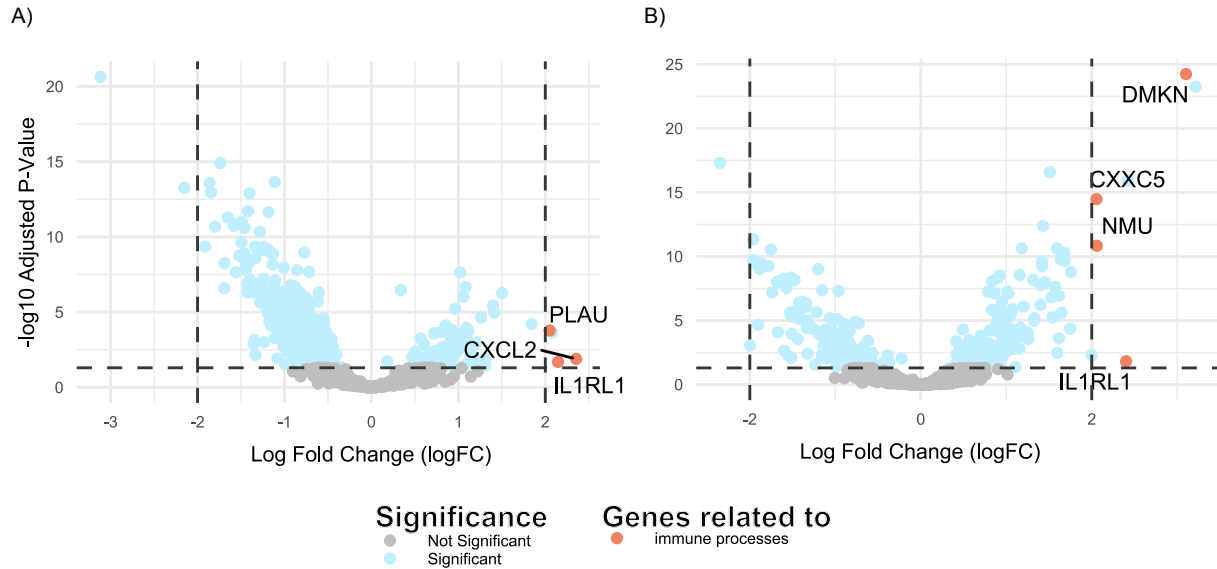 A)
B)
-log10 Adjusted P-Value
20
15
10
5
0
-3
-2
-1
0
1
2
Log Fold Change (logFC)
PLAU
CXCL2
IL1RL1
25
20
15
10
5
0
-2
0
2
Log Fold Change (logFC)
DMKN
CXXC5
NMU
IL1RL1
Significance
Not Significant
Significant
Genes related to
immune processes